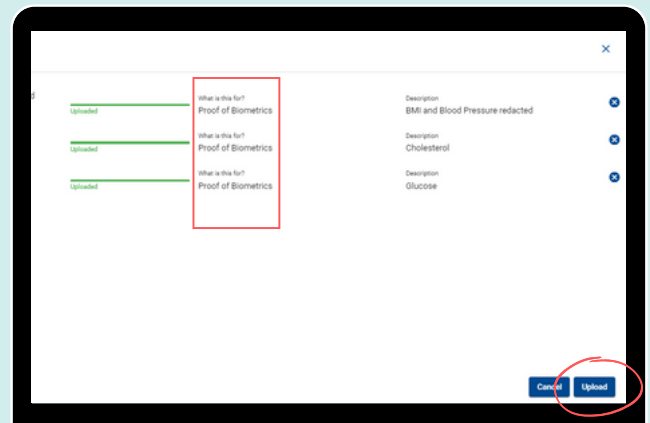 d
Uploaded
What is this for?
Proof of Biometrics
Description
BMI and Blood Pressure redacted
Uploaded
What is this for?
Proof of Biometrics
Description
Cholesterol
Uploaded
What is this for?
Proof of Biometrics
Description
Glucose
Cancel
Upload